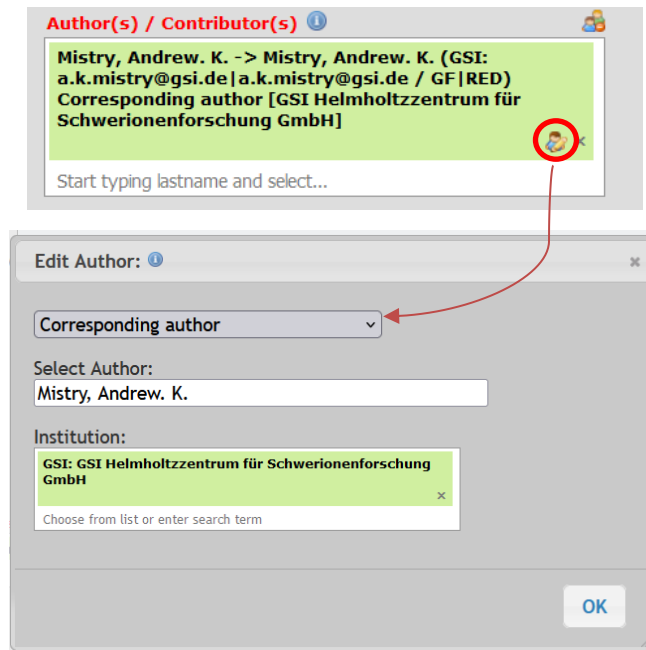 Author(s) / Contributor(s)
Mistry, Andrew. K. -> Mistry, Andrew. K. (GSI:
a.k.mistry@gsi.de|a.k.mistry@gsi.de / GF|RED)
Corresponding author [GSI Helmholtzzentrum für
Schwerionenforschung GmbH]
Start typing lastname and select...
Edit Author:
Corresponding author
Select Author:
Mistry, Andrew. K.
Institution:
GSI: GSI Helmholtzzentrum für Schwerionenforschung
GmbH
Choose from list or enter search term
OK